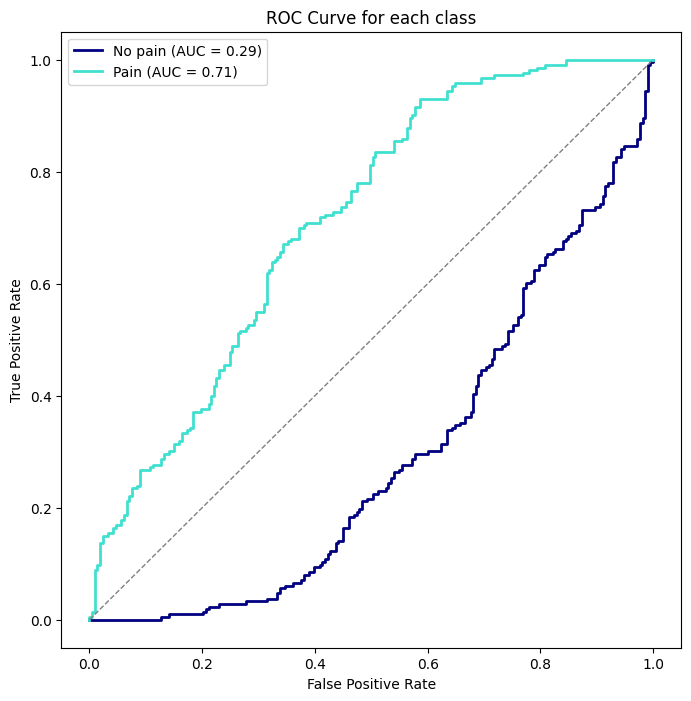 ROC Curve for each class
No pain (AUC = 0.29)
Pain (AUC = 0.71)
1.0
0.8
0.6
0.4
0.2
0.0
True Positive Rate
0.0 0.2 0.4 0.6 0.8 1.0
False Positive Rate